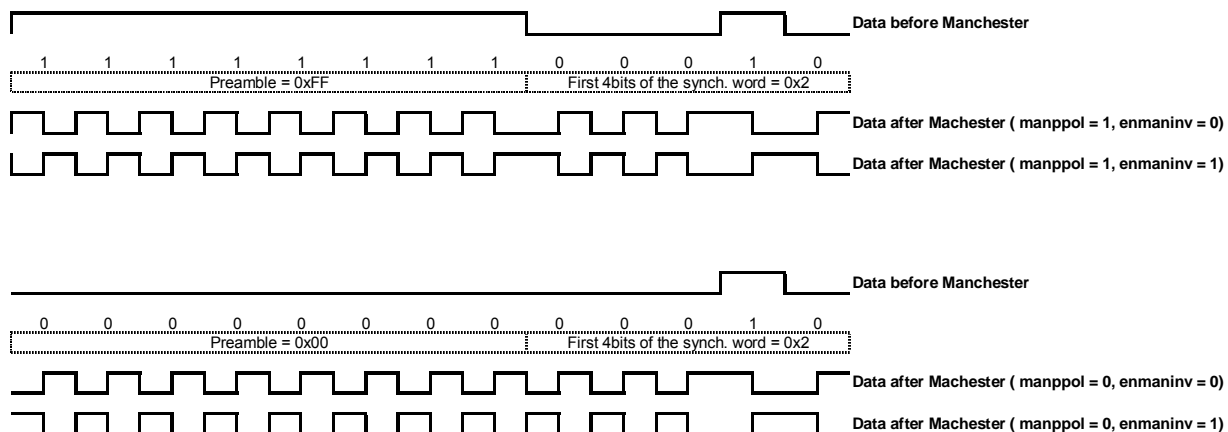 Data before Manchester
1 1 1 1 1 1 1 1 0 0 0 1 0
Preamble = 0xFF First 4bits of the synch. word = 0x2
Data after Machester ( manppol = 1, enmaninv = 0)
Data after Machester ( manppol = 1, enmaninv = 1)
Data before Manchester
0 0 0 0 0 0 0 0 0 0 0 1 0
Preamble = 0x00 First 4bits of the synch. word = 0x2
Data after Machester ( manppol = 0, enmaninv = 0)
Data after Machester ( manppol = 0, enmaninv = 1)